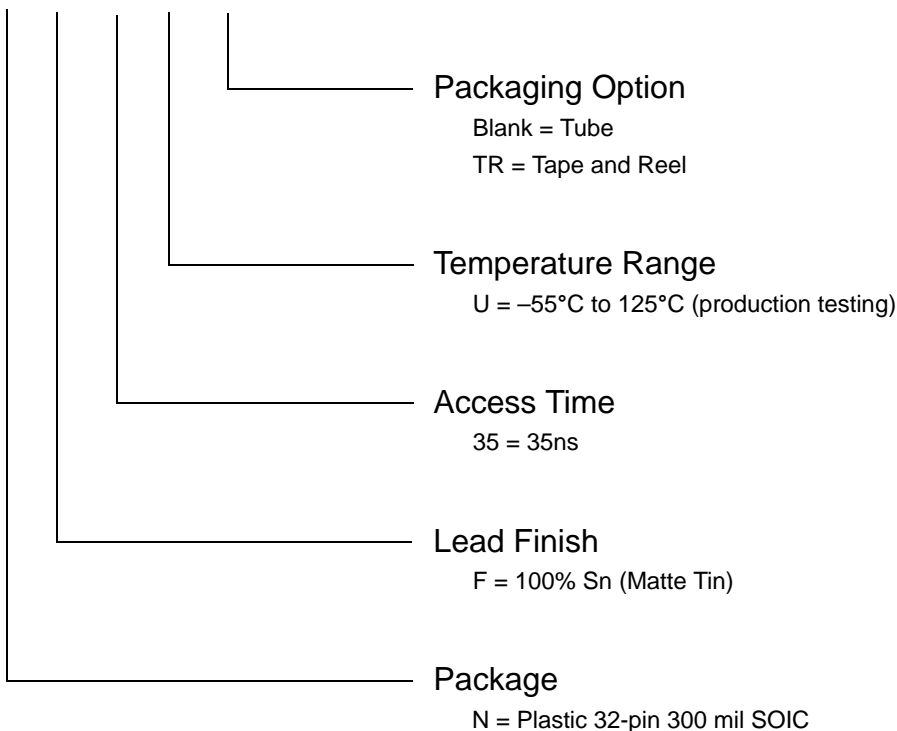 Packaging Option
Blank = Tube
TR = Tape and Reel
Temperature Range
U = –55°C to 125°C (production testing)
Access Time
35 = 35ns
Lead Finish
F = 100% Sn (Matte Tin)
Package
N = Plastic 32-pin 300 mil SOIC